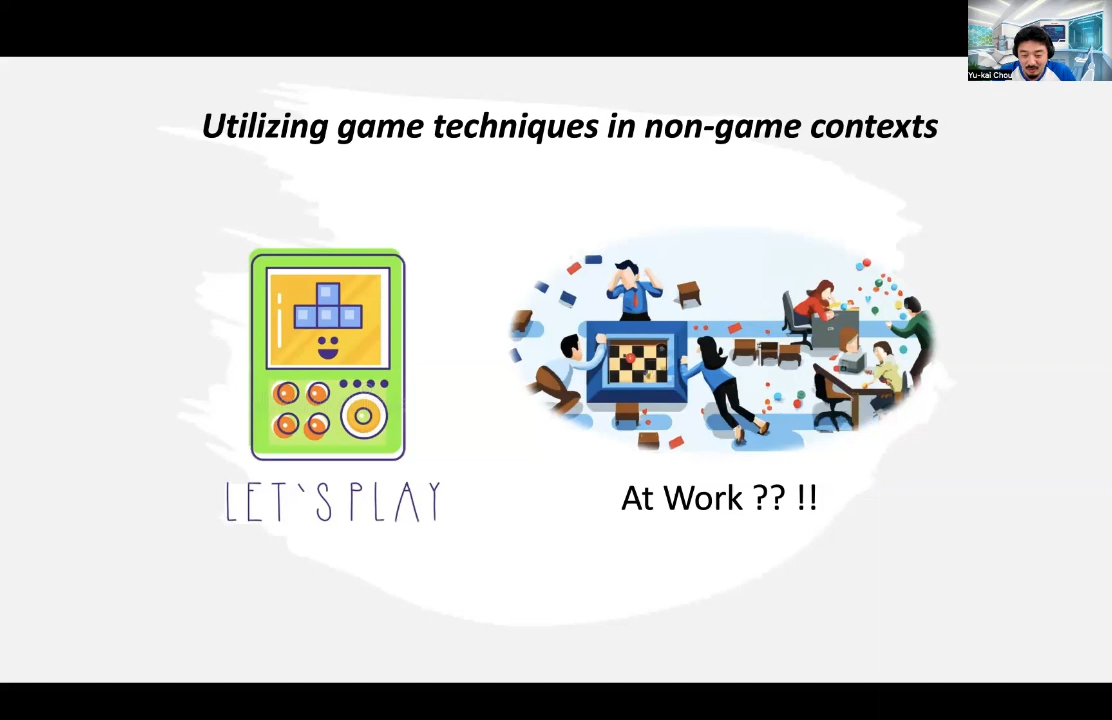 Yu-kai Chou
Utilizing game techniques in non-game contexts
LET`S PLAY
At Work ?? !!